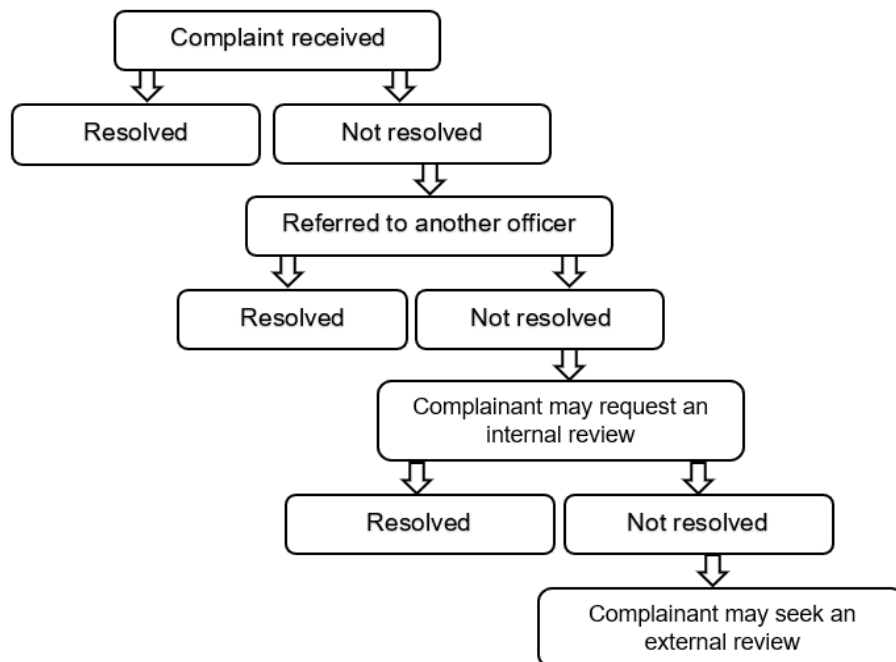 Complaint received
Resolved
Not resolved
Referred to another officer
Resolved
Not resolved
Complainant may request an
internal review
Resolved
Not resolved
Complainant may seek an
external review